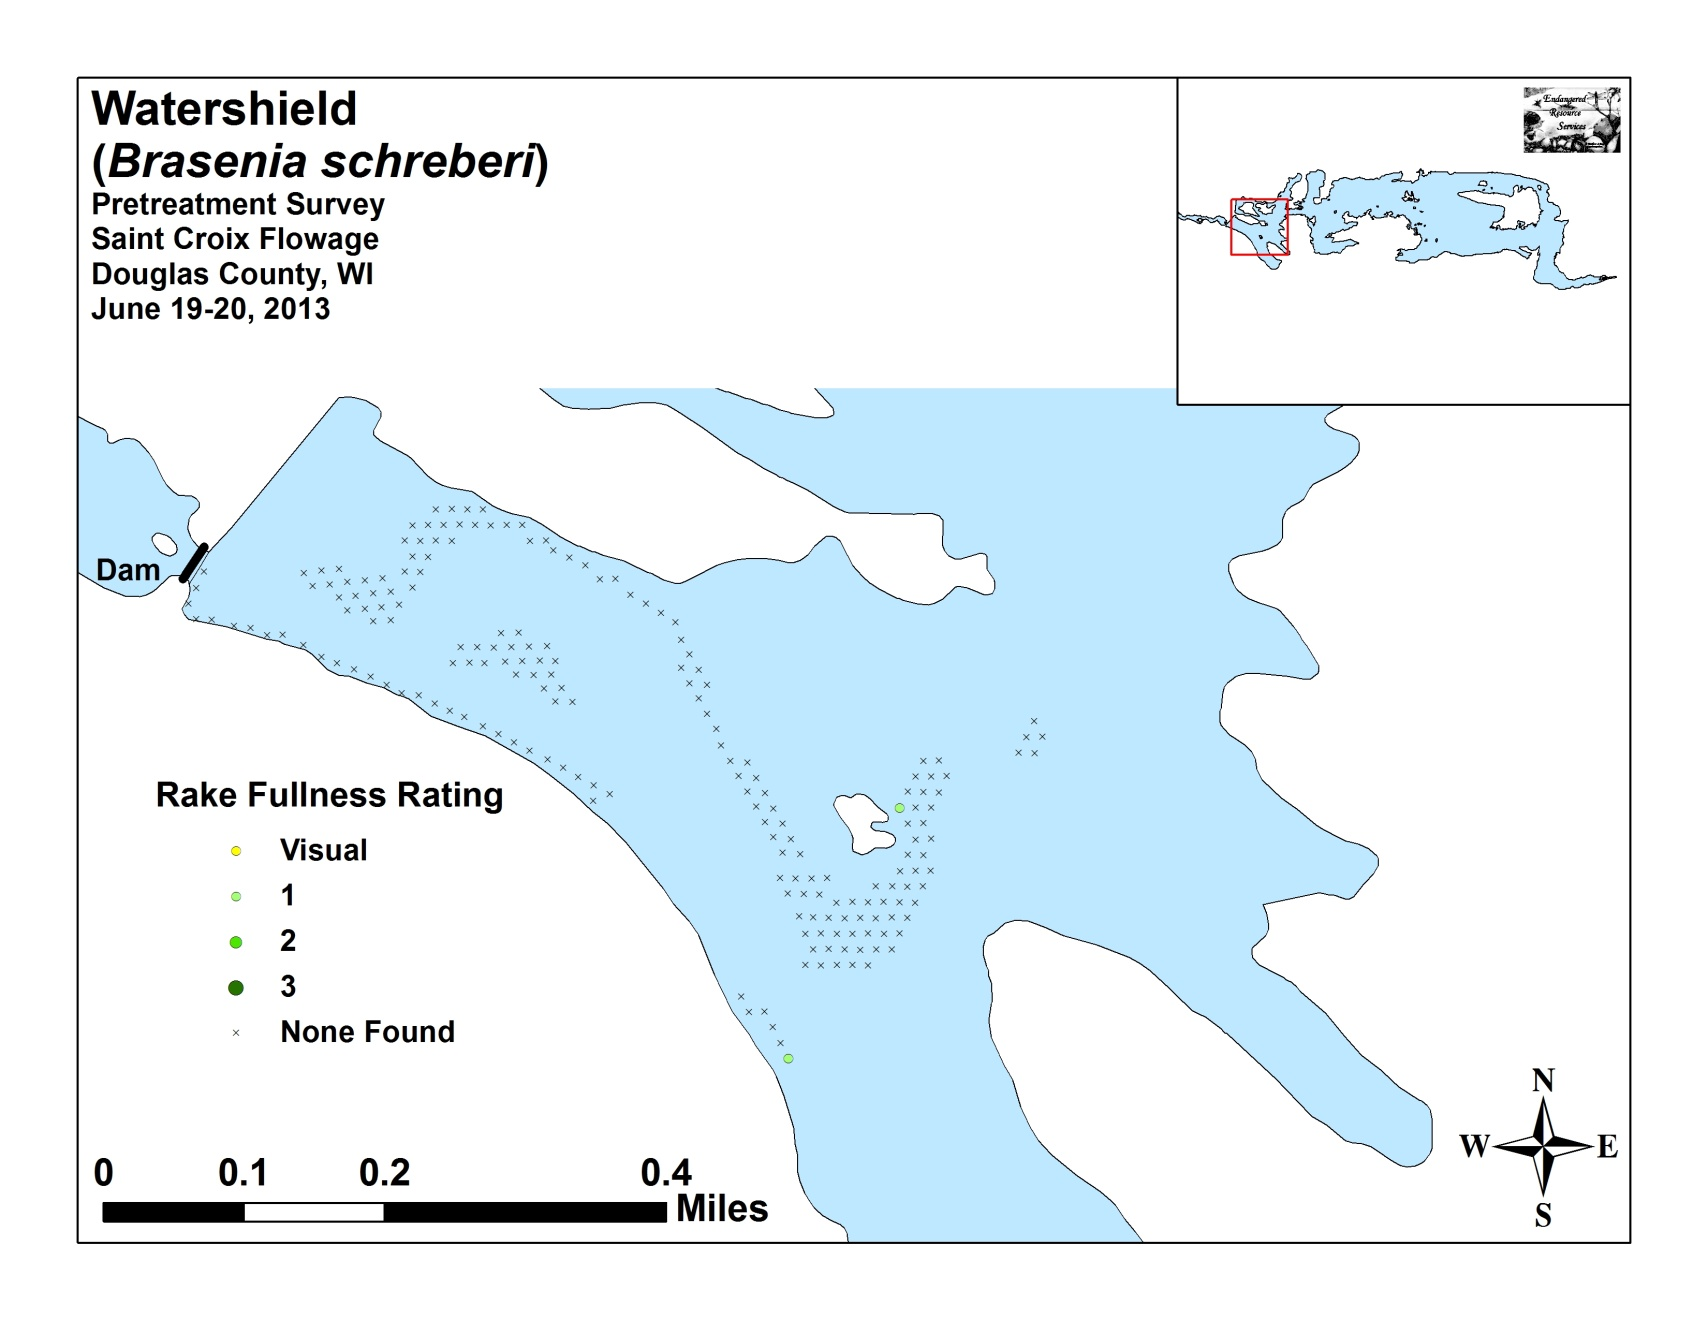 Watershield
(Brasenia schreberi)
Pretreatment Survey
Saint Croix Flowage
Douglas County, WI
June 19-20, 2013
Endangered
Resource
Services
Dam
Rake Fullness Rating
Visual
1
2
3
None Found
0 0.1 0.2 0.4
Miles
N
W E
S